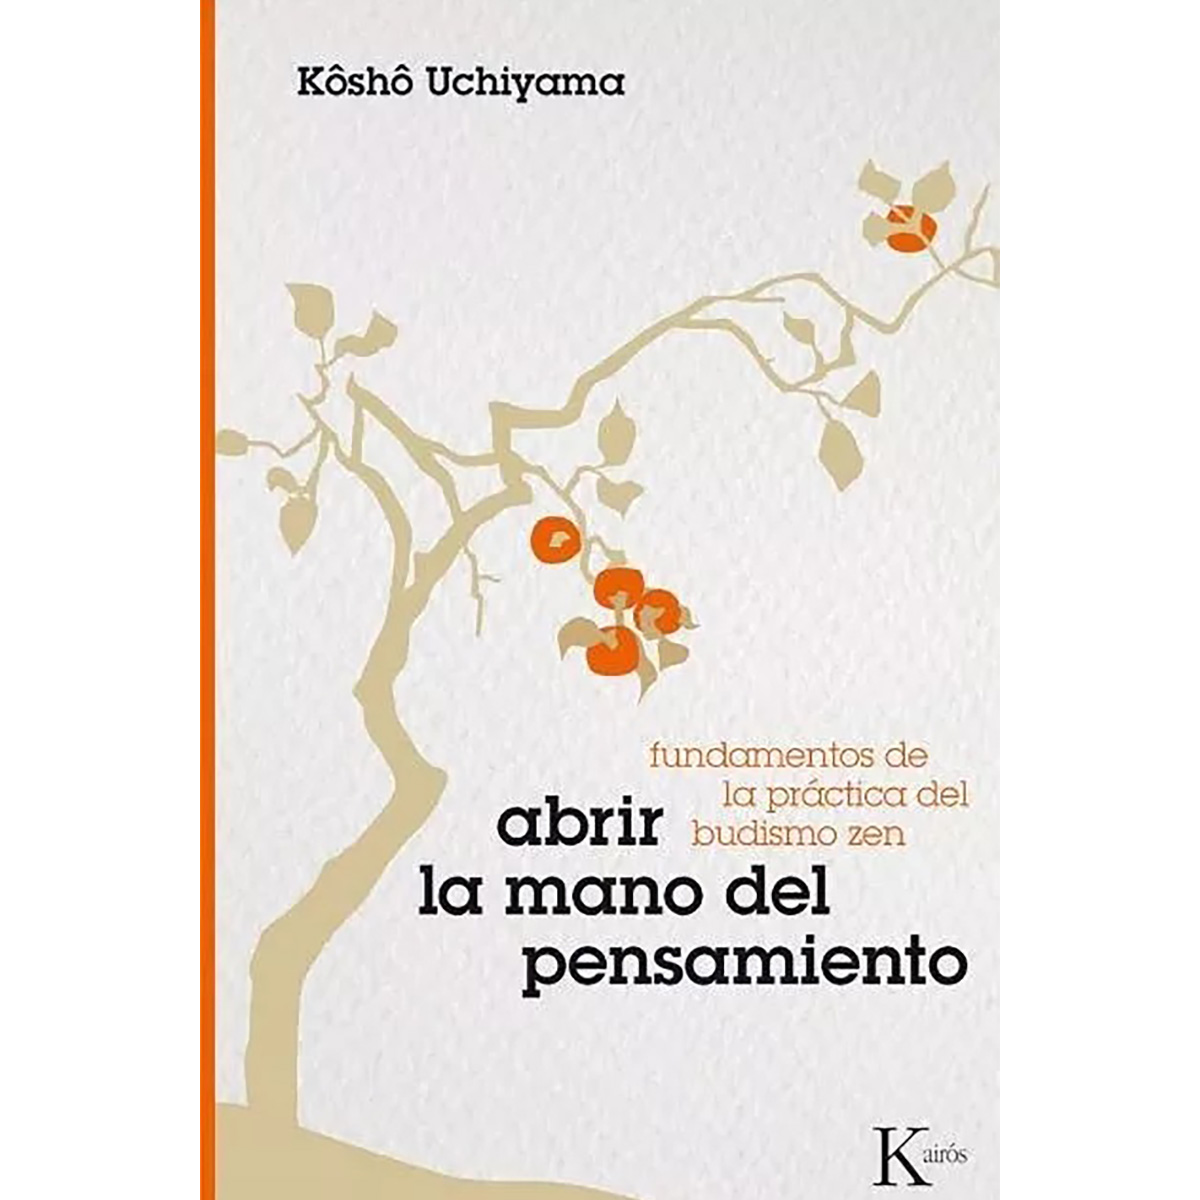 Kôshô Uchiyama
fundamentos de
la práctica del
budismo zen
abrir
la mano del
pensamiento
Kairós